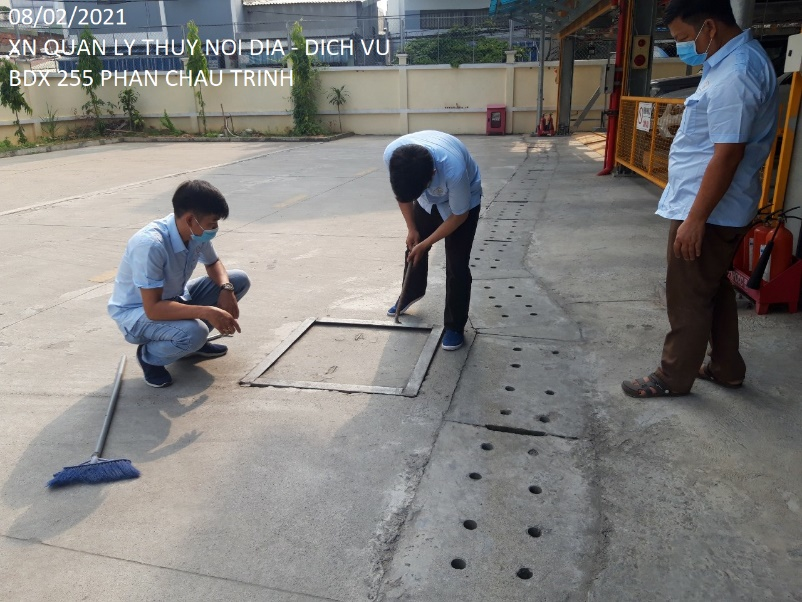 08/02/2021
XN QUAN LY THUY NOI DIA - DICH VU
BDX 255 PHAN CHAU TRINH